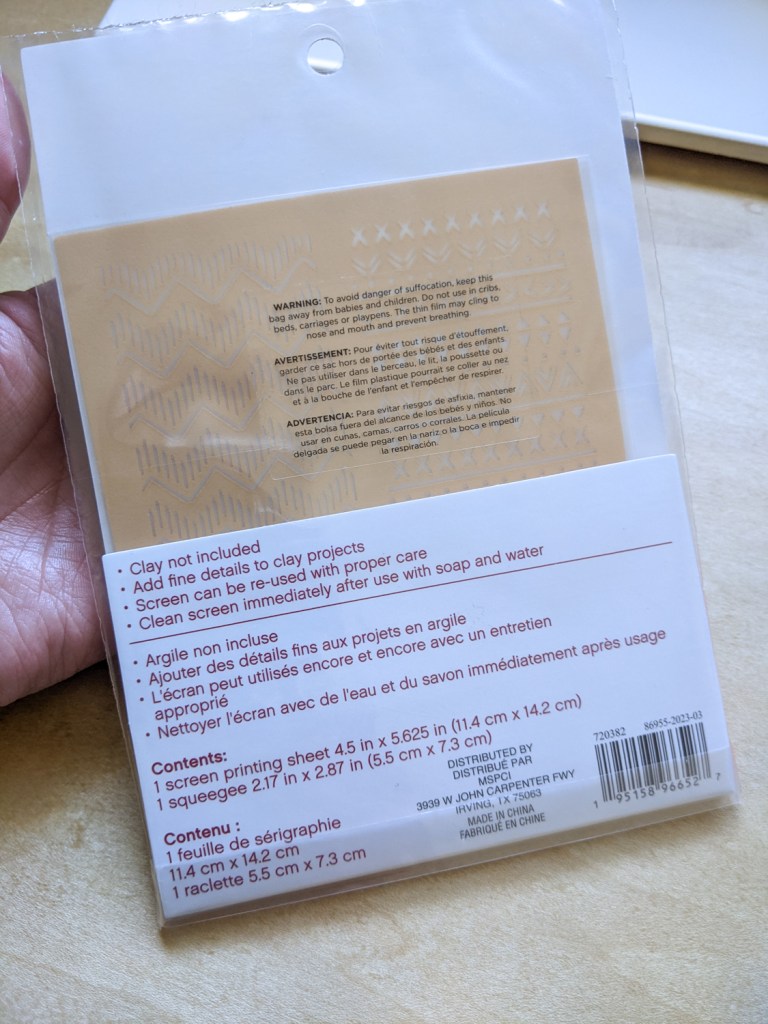 WARNING: To avoid danger of suffocation, keep this
bag away from babies and children. Do not use in cribs,
beds, carriages or playpens. The thin film may cling to
nose and mouth and prevent breathing.
AVERTISSEMENT: Pour éviter tout risque d'étouffement,
garder ce sac hors de portée des bébés et des enfants
Ne pas utiliser dans le berceau, le lit, la poussette ou
dans le parc. Le film plastique pourrait se coller au nez
et à la bouche de l'enfant et l'empêcher de respirer.
ADVERTENCIA: Para evitar riesgos de asfixia, mantener
esta bolsa fuera del alcance de los bebés y niños. No
usar en cunas, camas, carros o corrales. La película
delgada se puede pegar en la nariz o la boca e impedir
la respiración.
• Clay not included
• Add fine details to clay projects
• Screen can be re-used with proper care
• Clean screen immediately after use with soap and water
• Argile non incluse
• Ajouter des détails fins aux projets en argile
• L'écran peut utilisés encore et encore avec un entretien
approprié
• Nettoyer l'écran avec de l'eau et du savon immédiatement après usage
Contents:
1 screen printing sheet 4.5 in x 5.625 in (11.4 cm x 14.2 cm)
1 squeegee 2.17 in x 2.87 in (5.5 cm x 7.3 cm)
Contenu :
1 feuille de sérigraphie
11.4 cm x 14.2 cm
1 raclette 5.5 cm x 7.3 cm
DISTRIBUTED BY
DISTRIBUÉ PAR
MSPCI
3939 W JOHN CARPENTER FWY
IRVING, TX 75063
MADE IN CHINA
FABRIQUÉ EN CHINE
720382 86955-2023-03
1 95158 96652 7